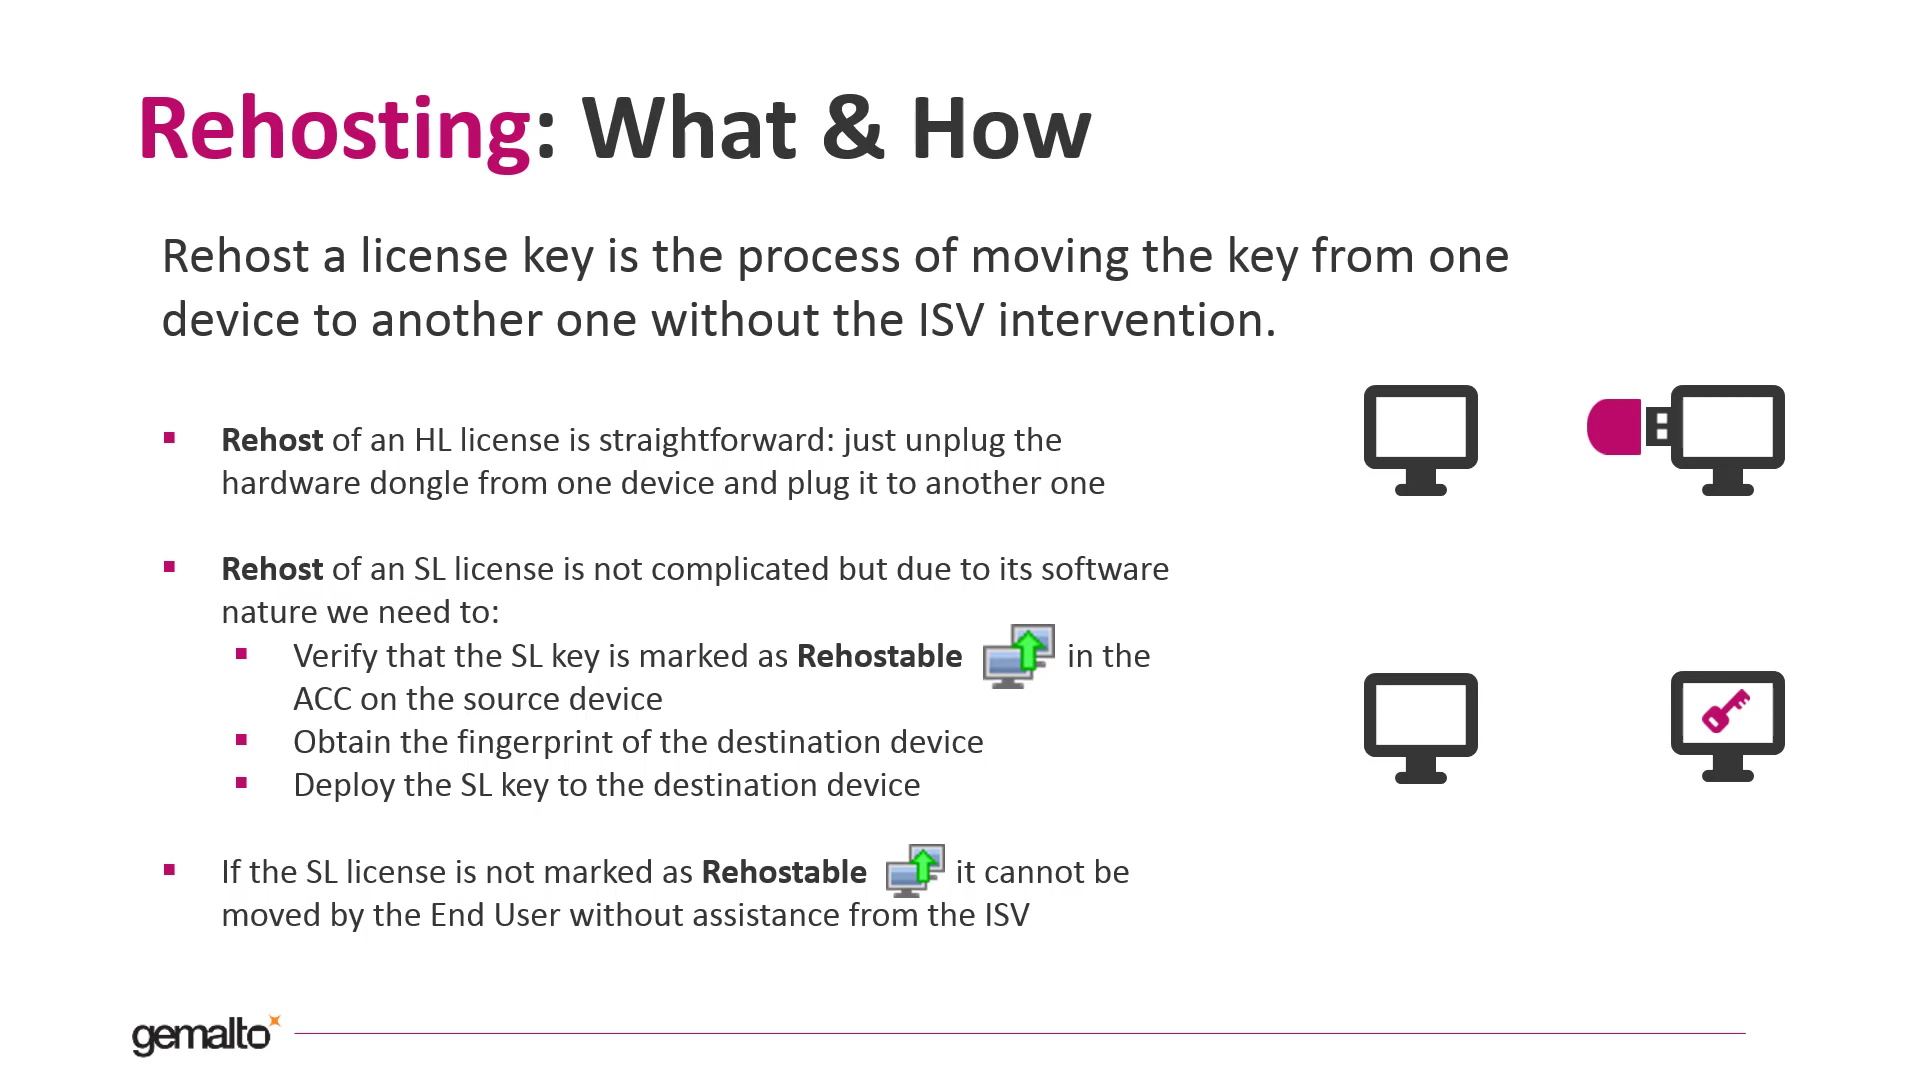 Rehosting: What & How
Rehost a license key is the process of moving the key from one
device to another one without the ISV intervention.
▪ Rehost of an HL license is straightforward: just unplug the
hardware dongle from one device and plug it to another one
▪ Rehost of an SL license is not complicated but due to its software
nature we need to:
▪ Verify that the SL key is marked as Rehostable in the
ACC on the source device
▪ Obtain the fingerprint of the destination device
▪ Deploy the SL key to the destination device
▪ If the SL license is not marked as Rehostable it cannot be
moved by the End User without assistance from the ISV
gemalto